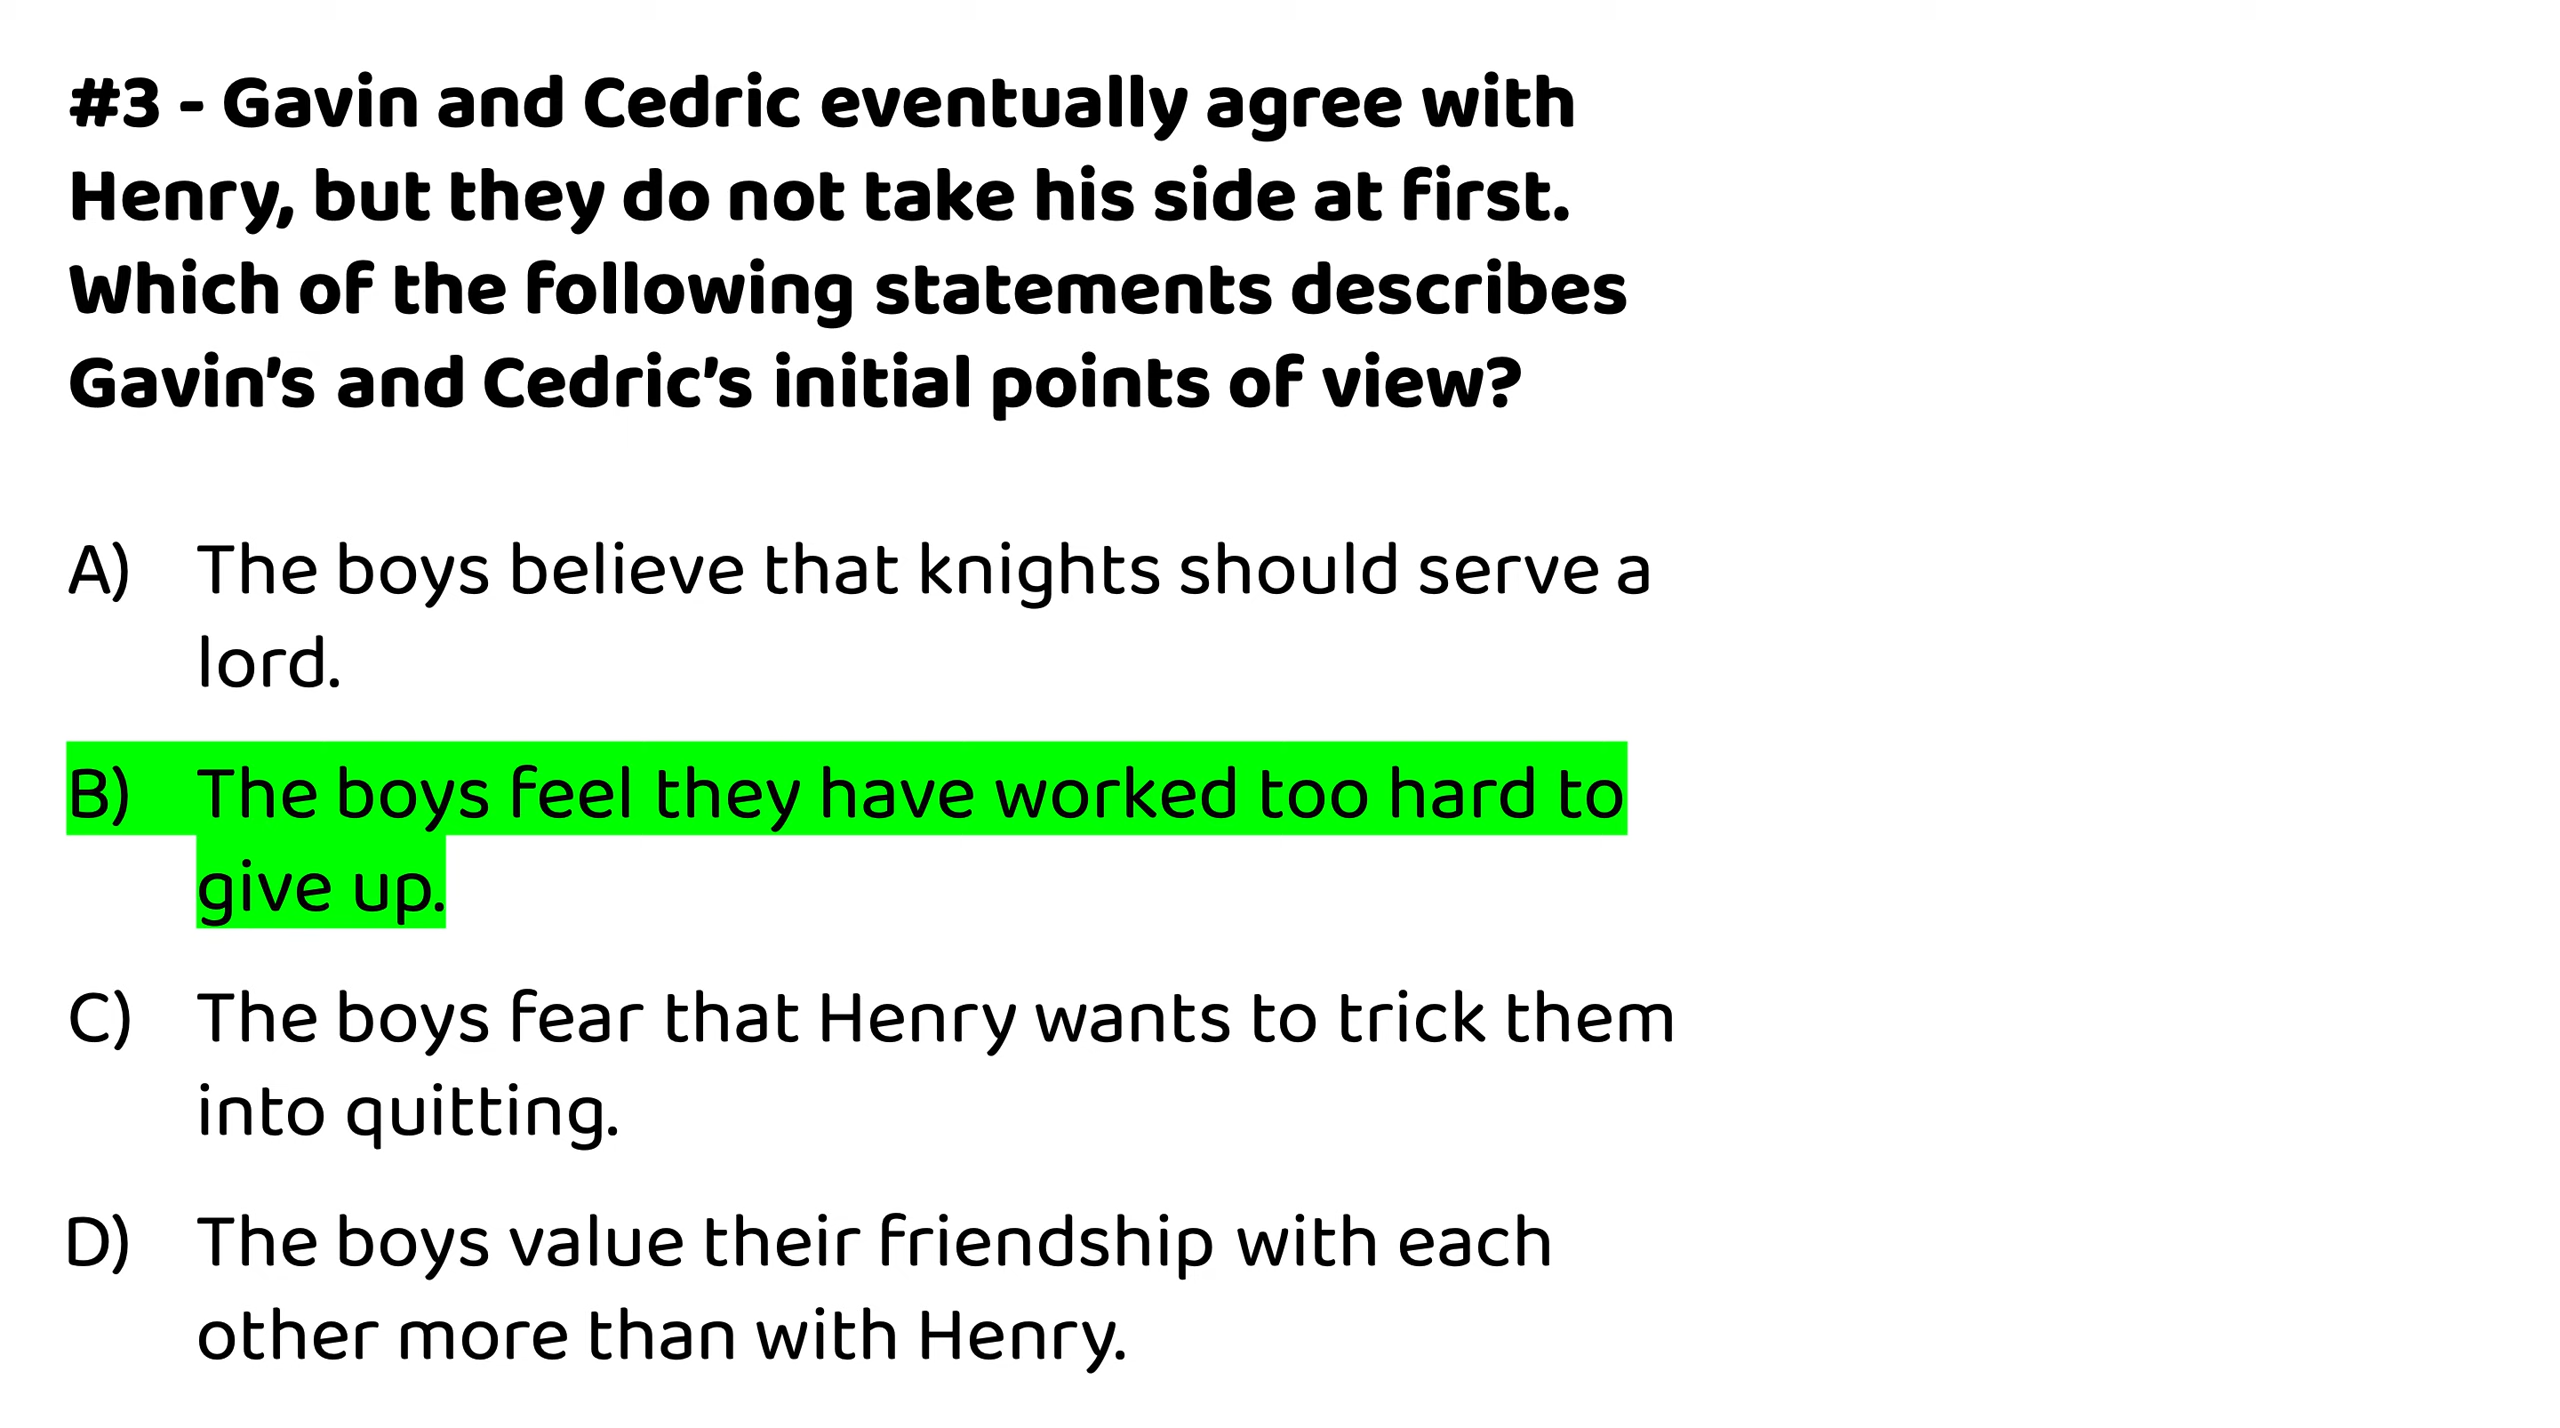 #3 - Gavin and Cedric eventually agree with
Henry, but they do not take his side at first.
Which of the following statements describes
Gavin’s and Cedric’s initial points of view?
A) The boys believe that knights should serve a
lord.
B) The boys feel they have worked too hard to
give up.
C) The boys fear that Henry wants to trick them
into quitting.
D) The boys value their friendship with each
other more than with Henry.